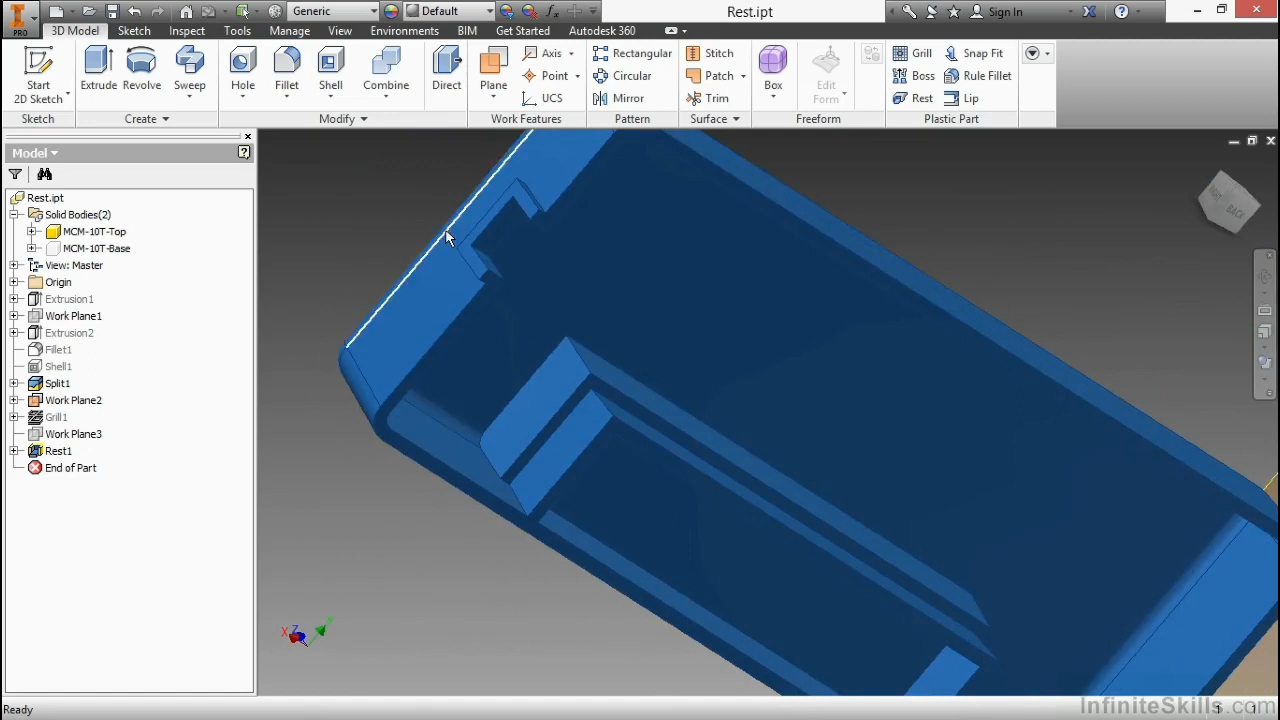 Generic
Default
Rest.ipt
Sign In
PRO
3D Model Sketch Inspect Tools Manage View Environments BIM Get Started Autodesk 360
Start
2D Sketch
Extrude Revolve Sweep
Hole Fillet Shell Combine Direct
Plane
Axis
Point
UCS
Rectangular
Circular
Mirror
Stitch
Patch
Trim
Box
Edit
Form
Grill
Boss
Rest
Snap Fit
Rule Fillet
Lip
Sketch Create Modify Work Features Pattern Surface Freeform Plastic Part
Model
Rest.ipt
Solid Bodies(2)
MCM-10T-Top
MCM-10T-Base
View: Master
Origin
Extrusion1
Work Plane1
Extrusion2
Fillet1
Shell1
Split1
Work Plane2
Grill1
Work Plane3
Rest1
End of Part
BACK
X Z Y
Ready
InfiniteSkills.com